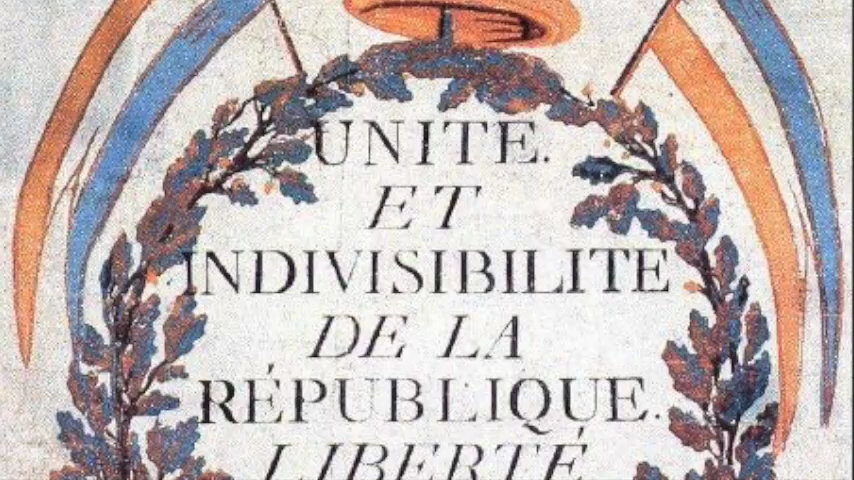 UNITE.
ET
INDIVISIBILITE
DE LA
RÉPUBLIQUE.
LIBERTÉ